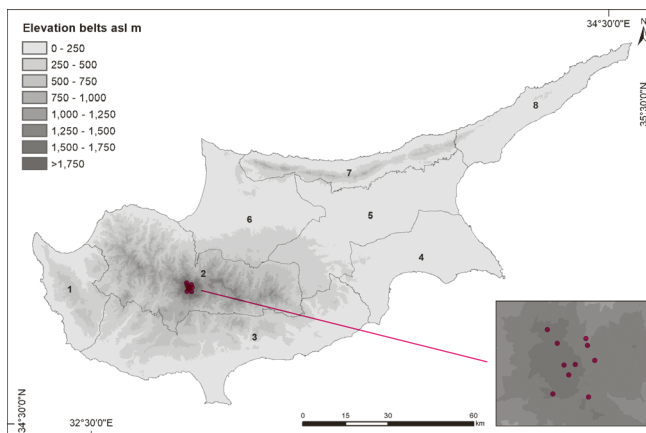 Elevation belts asl m
0 - 250
250 - 500
500 - 750
750 - 1,000
1,000 - 1,250
1,250 - 1,500
1,500 - 1,750
>1,750
34°30'0"E
N
35°30'0"N
8
7
6
5
4
2
1
3
34°30'0"N
32°30'0"E
0 15 30 60
km